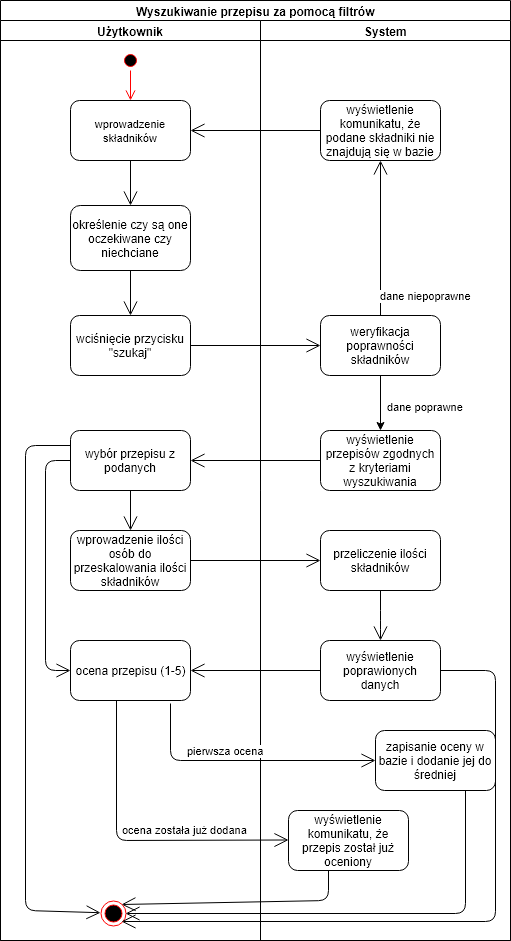 Wyszukiwanie przepisu za pomocą filtrów
Użytkownik
System
wprowadzenie
składników
wyświetlenie
komunikatu, że
podane składniki nie
znajdują się w bazie
określenie czy są one
oczekiwane czy
niechciane
dane niepoprawne
wciśnięcie przycisku
"szukaj"
weryfikacja
poprawności
składników
dane poprawne
wybór przepisu z
podanych
wyświetlenie
przepisów zgodnych
z kryteriami
wyszukiwania
wprowadzenie ilości
osób do
przeskalowania ilości
składników
przeliczenie ilości
składników
ocena przepisu (1-5)
wyświetlenie
poprawionych
danych
pierwsza ocena
zapisanie oceny w
bazie i dodanie jej do
średniej
ocena została już dodana
wyświetlenie
komunikatu, że
przepis został już
oceniony